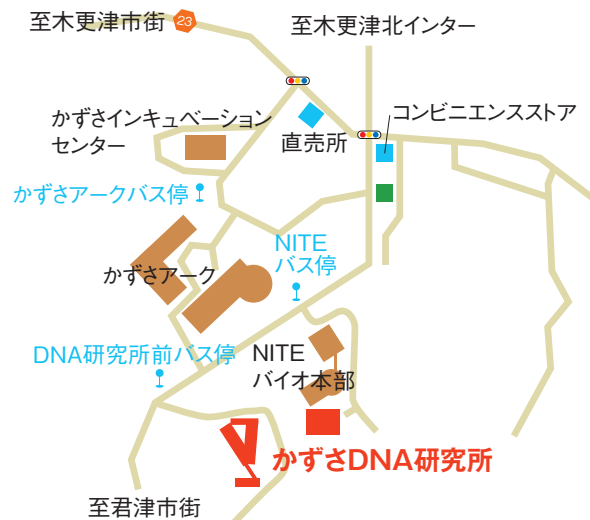 至木更津市街
23
至木更津北インター
かずさインキュベーション
センター
直売所
コンビニエンスストア
かずさアークバス停
NITE
バス停
かずさアーク
DNA研究所前バス停
NITE
バイオ本部
かずさDNA研究所
至君津市街